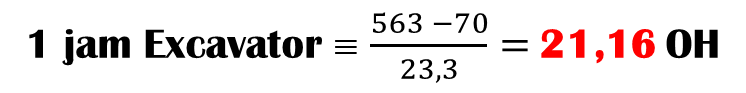 1 jam Excavator ≡ 563 −70 / 23,3 = 21,16 OH